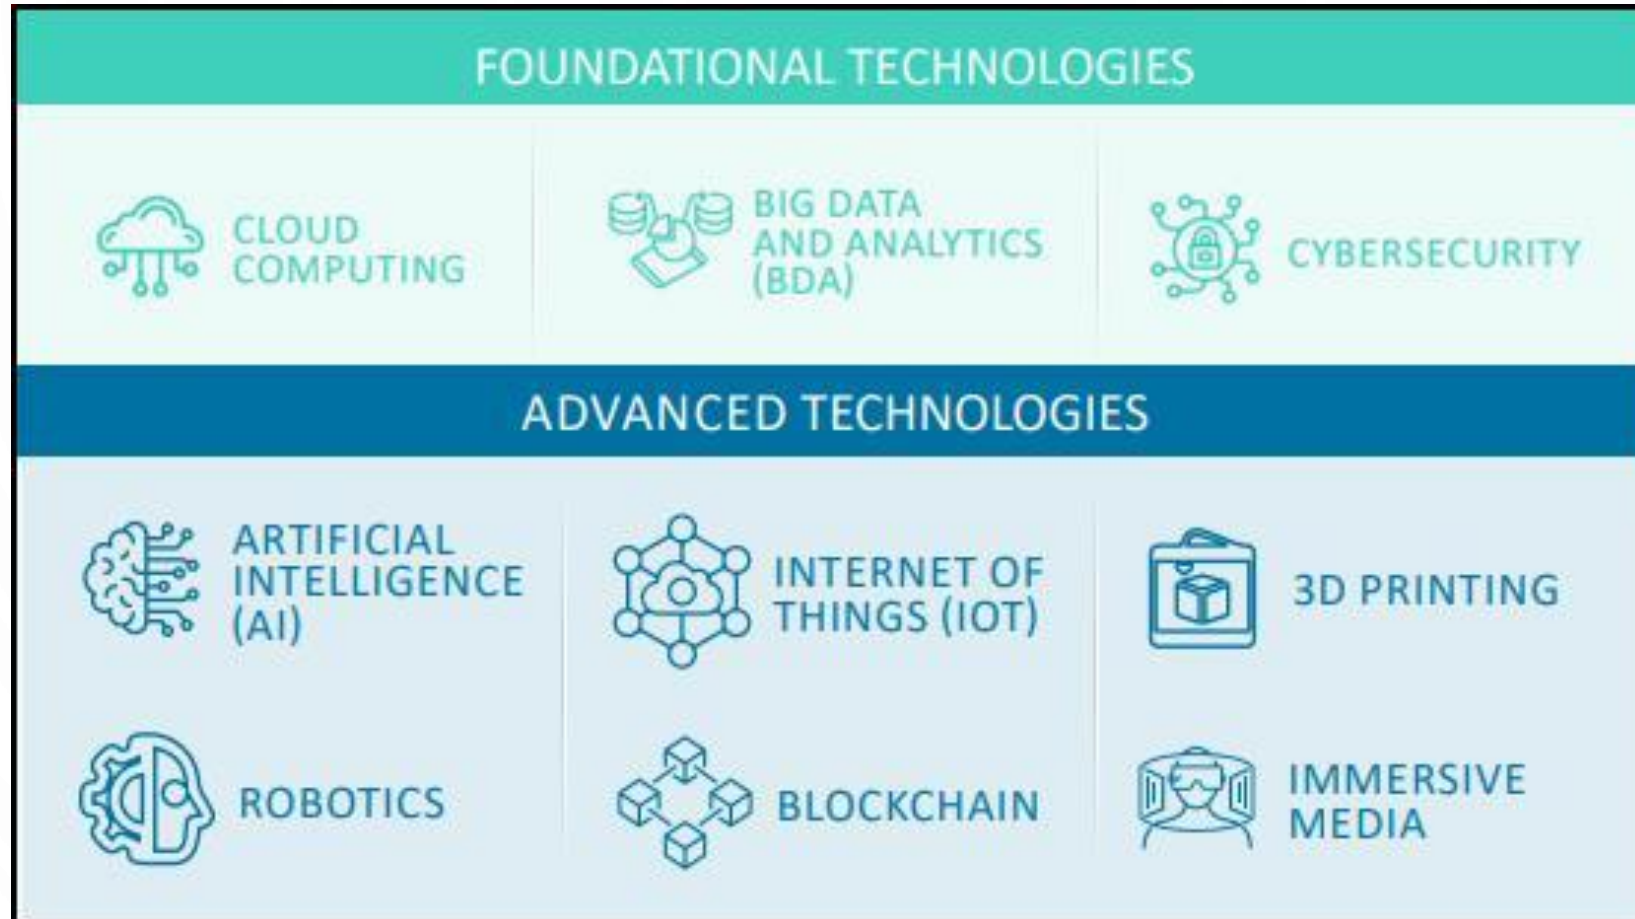 FOUNDATIONAL TECHNOLOGIES
CLOUD
COMPUTING
BIG DATA
AND ANALYTICS
(BDA)
CYBERSECURITY
ADVANCED TECHNOLOGIES
ARTIFICIAL
INTELLIGENCE
(AI)
INTERNET OF
THINGS (IOT)
3D PRINTING
ROBOTICS
BLOCKCHAIN
IMMERSIVE
MEDIA